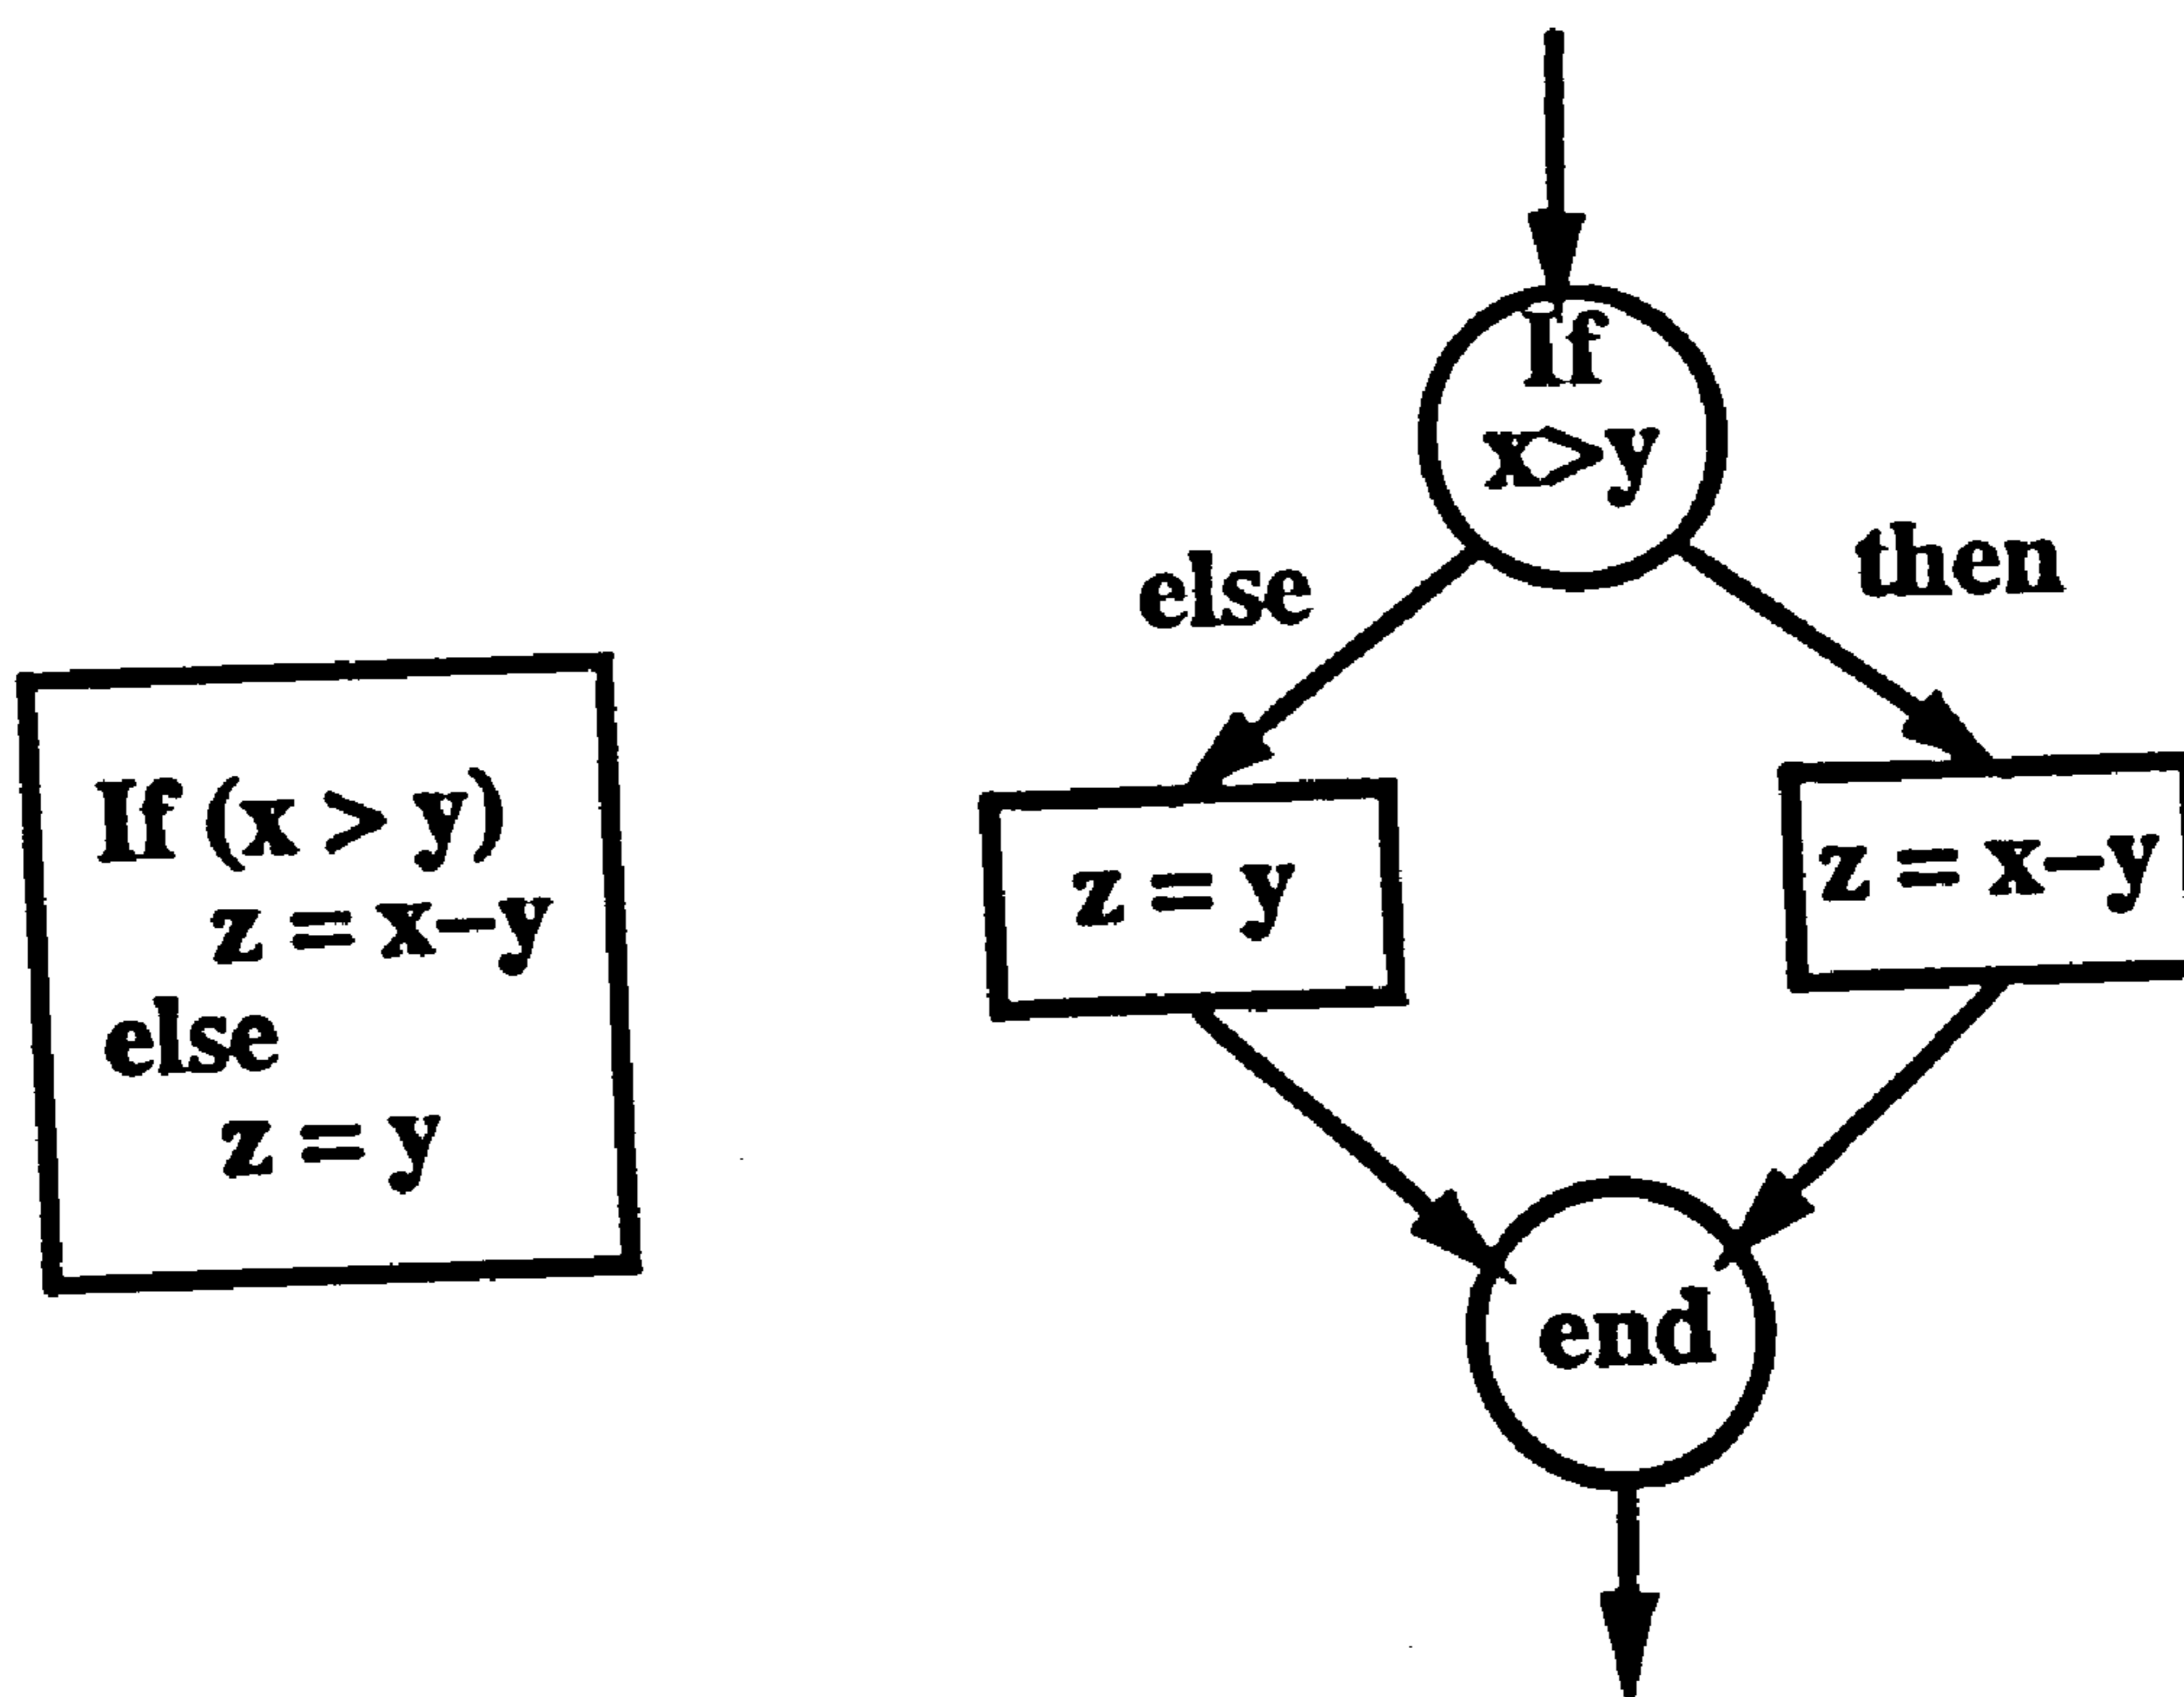 If (x > y)
z = x-y
else
z = y
If
x>y
else
then
z = y
z = x-y
end